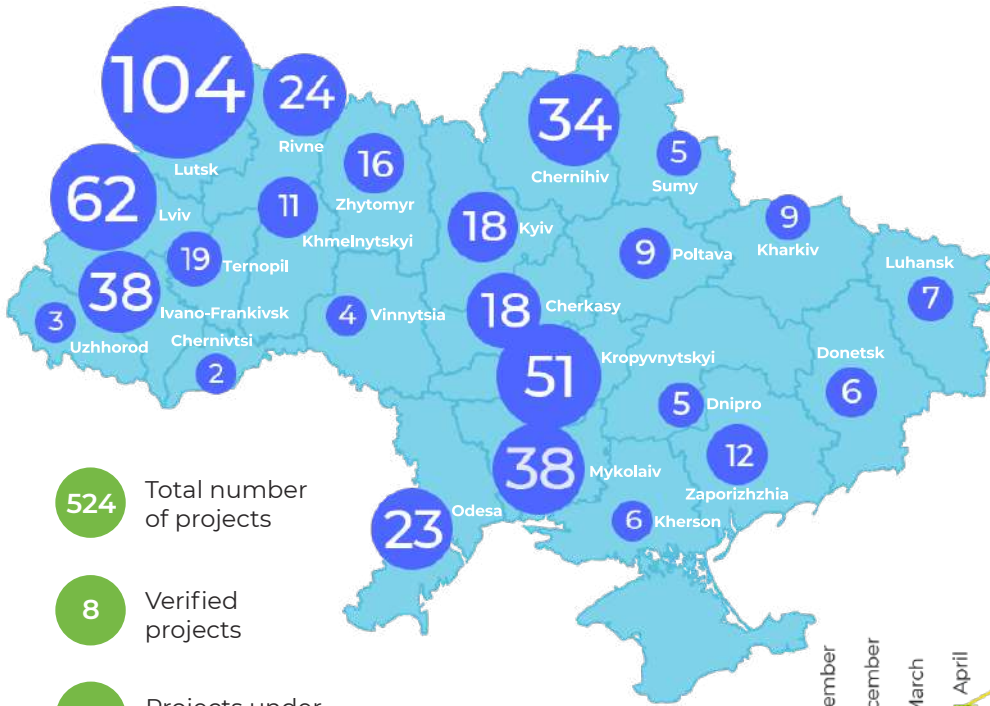 104
Lutsk
24
Rivne
34
Chernihiv
5
Sumy
16
Zhytomyr
62
Lviv
11
Khmelnytskyi
18
Kyiv
9
Kharkiv
9
Poltava
19
Ternopil
Luhansk
7
38
Ivano-Frankivsk
3
Uzhhorod
4
Vinnytsia
18
Cherkasy
Chernivtsi
2
51
Kropyvnytskyi
Donetsk
6
5
Dnipro
38
Mykolaiv
12
Zaporizhzhia
23
Odesa
6
Kherson
524
Total number
of projects
8
Verified
projects
Projects under
April